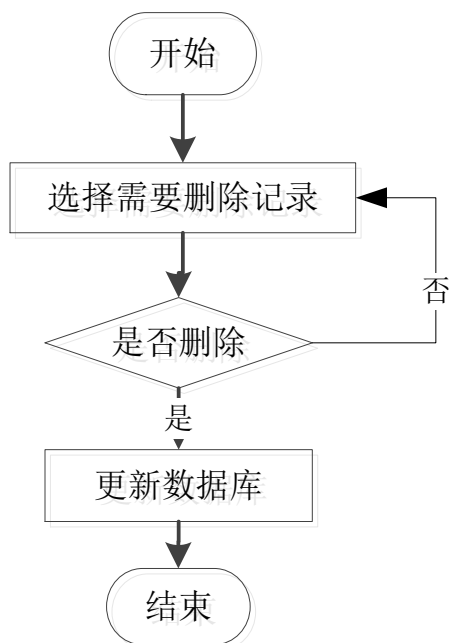 开始
选择需要删除记录
否
是否删除
是
更新数据库
结束